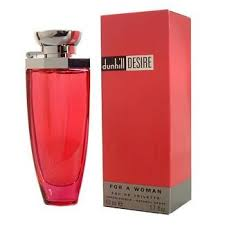 dunhill DESIRE
FOR A WOMAN
EAU DE TOILETTE